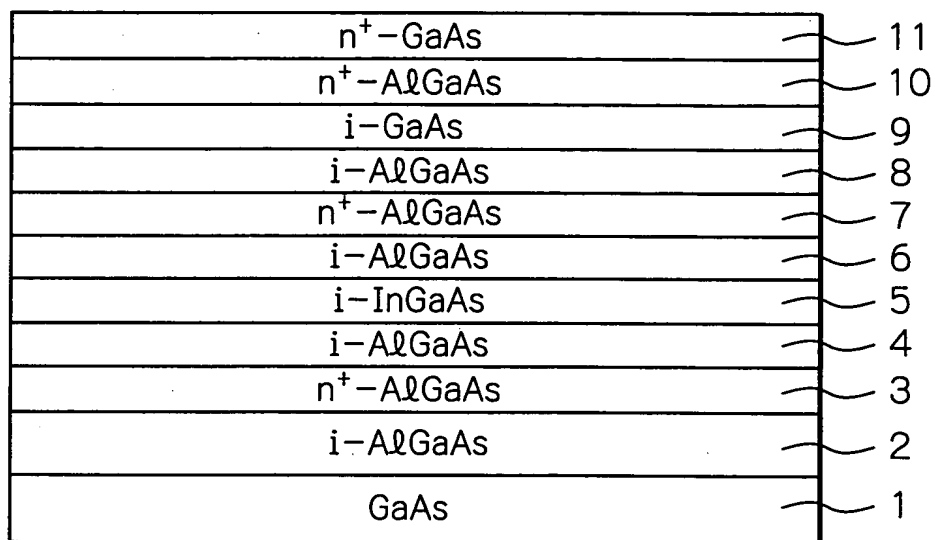 n⁺-GaAs 11
n⁺-AℓGaAs 10
i-GaAs 9
i-AℓGaAs 8
n⁺-AℓGaAs 7
i-AℓGaAs 6
i-InGaAs 5
i-AℓGaAs 4
n⁺-AℓGaAs 3
i-AℓGaAs 2
GaAs 1